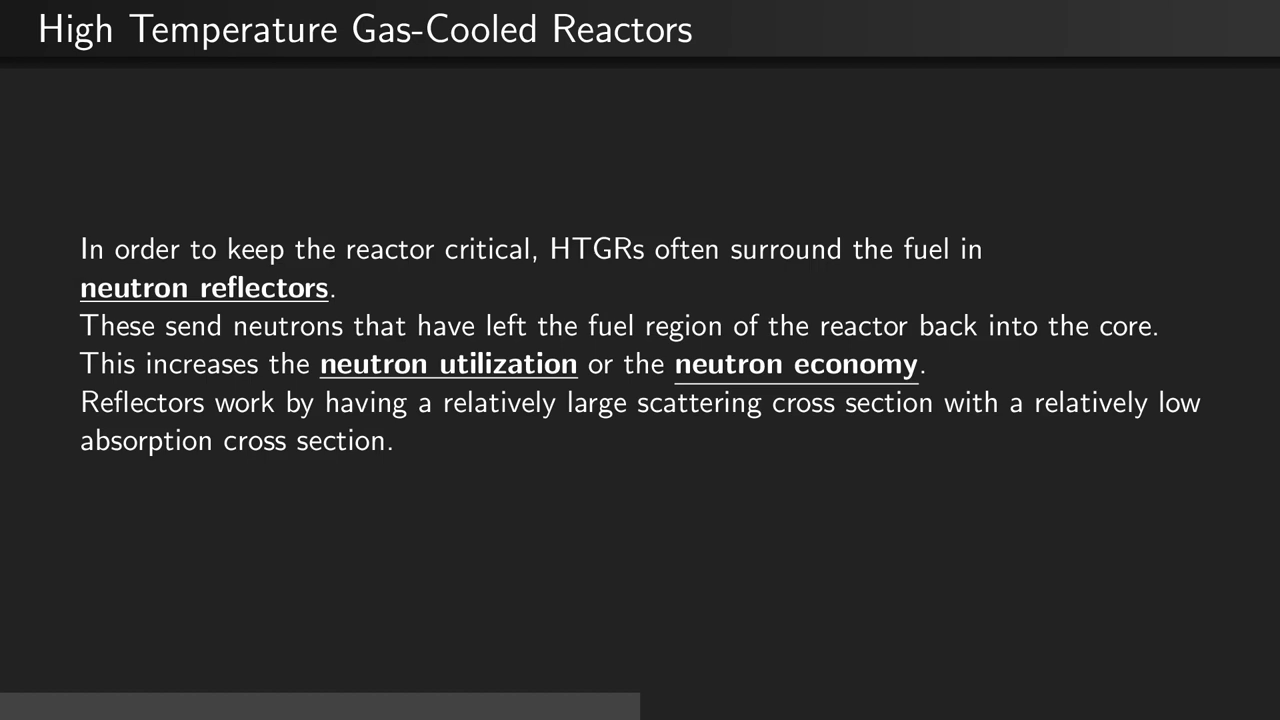 High Temperature Gas-Cooled Reactors
In order to keep the reactor critical, HTGRs often surround the fuel in
neutron reflectors.
These send neutrons that have left the fuel region of the reactor back into the core.
This increases the neutron utilization or the neutron economy.
Reflectors work by having a relatively large scattering cross section with a relatively low
absorption cross section.